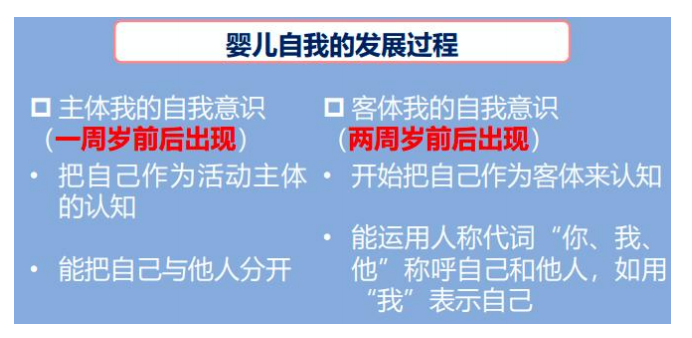 婴儿自我的发展过程
主体我的自我意识
（一周岁前后出现）
• 把自己作为活动主体
的认知
• 能把自己与他人分开
客体我的自我意识
（两周岁前后出现）
• 开始把自己作为客体来认知
• 能运用人称代词“你、我、
他”称呼自己和他人，如用
“我”表示自己